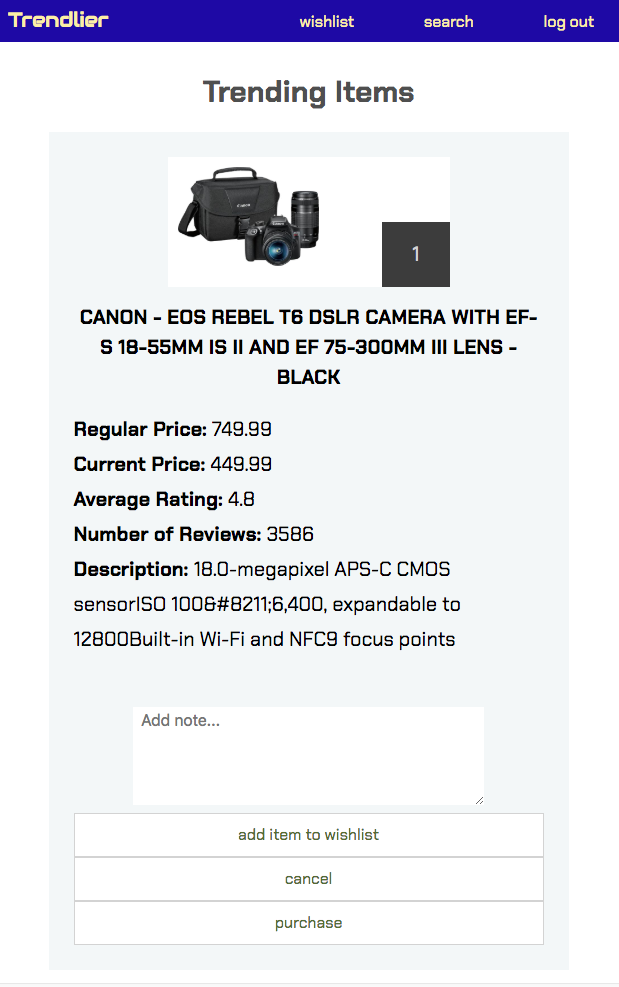 Trendlier wishlist search log out
Trending Items
1
CANON - EOS REBEL T6 DSLR CAMERA WITH EF-
S 18-55MM IS II AND EF 75-300MM III LENS -
BLACK
Regular Price: 749.99
Current Price: 449.99
Average Rating: 4.8
Number of Reviews: 3586
Description: 18.0-megapixel APS-C CMOS
sensorISO 100&#8211;6,400, expandable to
12800Built-in Wi-Fi and NFC9 focus points
Add note...
add item to wishlist
cancel
purchase